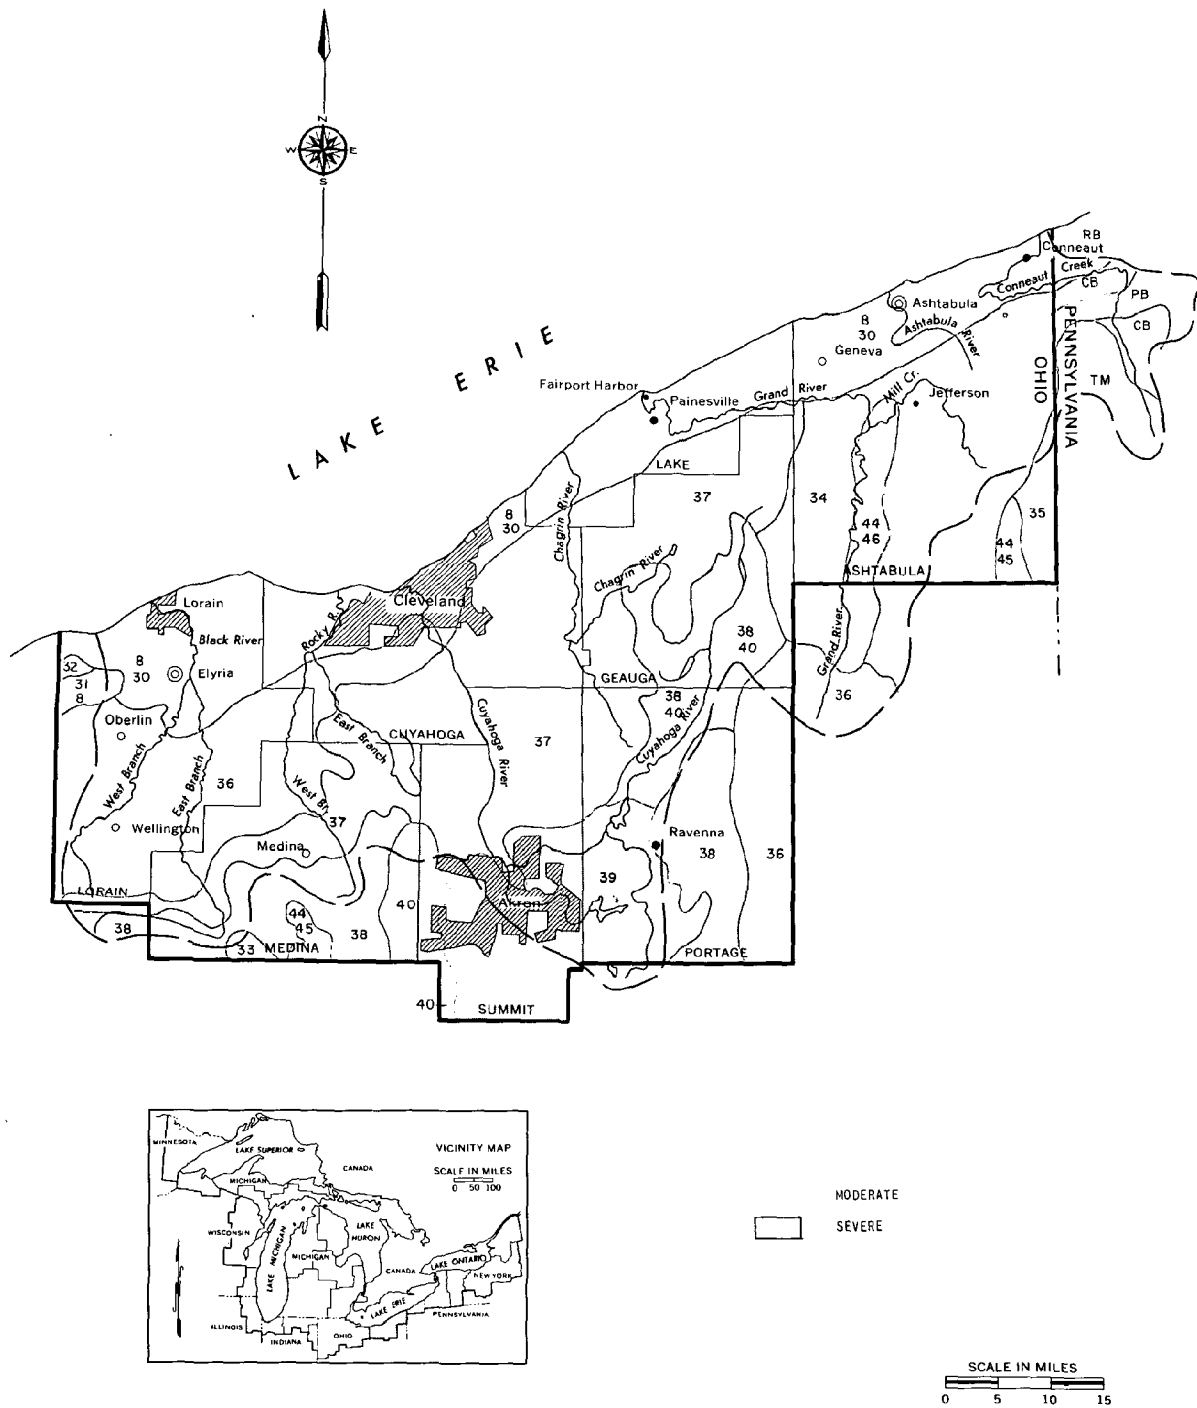 N
W E
S
LAKE ERIE
RB
Conneaut
Conneaut Creek
CB
PB
CB
TM
PENNSYLVANIA
OHIO
Ashtabula
Ashtabula River
8
30
Geneva
Fairport Harbor
Painesville
Grand River
Mill Cr.
Jefferson
LAKE
37
34
44
46
35
44
45
ASHTABULA
8
30
Chagrin River
Chagrin River
Cleveland
Lorain
Black River
Rocky R.
8
30
Elyria
32
31
8
Oberlin
West Branch
East Branch
36
Wellington
LORAIN
38
CUYAHOGA
East Branch
West Br.
37
Medina
Cuyahoga River
37
GEAUGA
38
40
38
40
Cuyahoga River
Grand River
36
Ravenna
38
36
39
Akron
40
44
45
38
33
MEDINA
PORTAGE
40
SUMMIT
VICINITY MAP
SCALE IN MILES
0 50 100
MINNESOTA
LAKE SUPERIOR
CANADA
MICHIGAN
WISCONSIN
LAKE MICHIGAN
LAKE
HURON
MICHIGAN
CANADA
LAKE ONTARIO
NEW YORK
LAKE ERIE
PENNSYLVANIA
ILLINOIS
INDIANA
OHIO
MODERATE
SEVERE
SCALE IN MILES
0 5 10 15